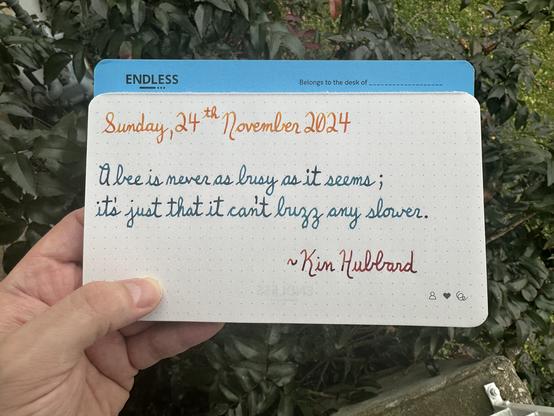 ENDLESS
Belongs to the desk of
Sunday, 24th November 2024
A bee is never as busy as it seems;
it's just that it can't buzz any slower.
~Kin Hubbard
ENDLESS